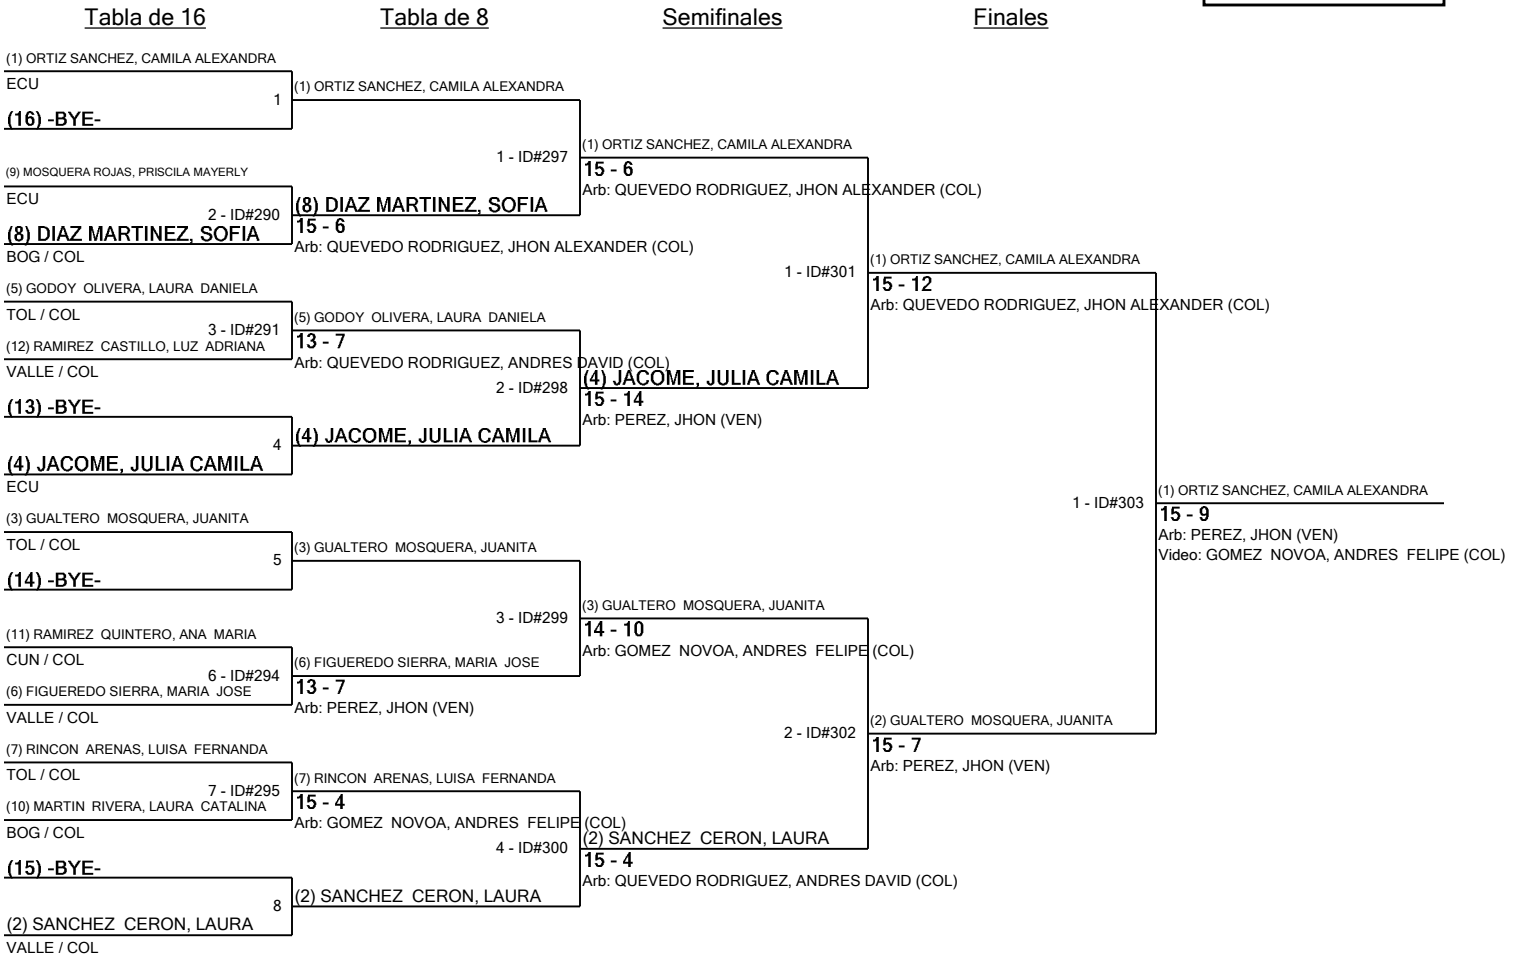 Tabla de 16
Tabla de 8
Semifinales
Finales
(1) ORTIZ SANCHEZ, CAMILA ALEXANDRA
ECU
1
(16) -BYE-
(9) MOSQUERA ROJAS, PRISCILA MAYERLY
ECU
2 - ID#290
(8) DIAZ MARTINEZ, SOFIA
BOG / COL
(5) GODOY OLIVERA, LAURA DANIELA
TOL / COL
3 - ID#291
(12) RAMIREZ CASTILLO, LUZ ADRIANA
VALLE / COL
(13) -BYE-
4
(4) JACOME, JULIA CAMILA
ECU
(3) GUALTERO MOSQUERA, JUANITA
TOL / COL
5
(14) -BYE-
(11) RAMIREZ QUINTERO, ANA MARIA
CUN / COL
6 - ID#294
(6) FIGUEREDO SIERRA, MARIA JOSE
VALLE / COL
(7) RINCON ARENAS, LUISA FERNANDA
TOL / COL
7 - ID#295
(10) MARTIN RIVERA, LAURA CATALINA
BOG / COL
(15) -BYE-
8
(2) SANCHEZ CERON, LAURA
VALLE / COL
(1) ORTIZ SANCHEZ, CAMILA ALEXANDRA
1 - ID#297
(8) DIAZ MARTINEZ, SOFIA
15 - 6
Arb: QUEVEDO RODRIGUEZ, JHON ALEXANDER (COL)
(5) GODOY OLIVERA, LAURA DANIELA
13 - 7
Arb: QUEVEDO RODRIGUEZ, ANDRES DAVID (COL)
2 - ID#298
(4) JACOME, JULIA CAMILA
(3) GUALTERO MOSQUERA, JUANITA
3 - ID#299
(6) FIGUEREDO SIERRA, MARIA JOSE
13 - 7
Arb: PEREZ, JHON (VEN)
(7) RINCON ARENAS, LUISA FERNANDA
15 - 4
Arb: GOMEZ NOVOA, ANDRES FELIPE (COL)
4 - ID#300
(2) SANCHEZ CERON, LAURA
(1) ORTIZ SANCHEZ, CAMILA ALEXANDRA
15 - 6
Arb: QUEVEDO RODRIGUEZ, JHON ALEXANDER (COL)
1 - ID#301
(4) JACOME, JULIA CAMILA
15 - 14
Arb: PEREZ, JHON (VEN)
(3) GUALTERO MOSQUERA, JUANITA
14 - 10
Arb: GOMEZ NOVOA, ANDRES FELIPE (COL)
2 - ID#302
(2) SANCHEZ CERON, LAURA
15 - 4
Arb: QUEVEDO RODRIGUEZ, ANDRES DAVID (COL)
(1) ORTIZ SANCHEZ, CAMILA ALEXANDRA
15 - 12
Arb: QUEVEDO RODRIGUEZ, JHON ALEXANDER (COL)
1 - ID#303
(2) GUALTERO MOSQUERA, JUANITA
15 - 7
Arb: PEREZ, JHON (VEN)
(1) ORTIZ SANCHEZ, CAMILA ALEXANDRA
15 - 9
Arb: PEREZ, JHON (VEN)
Video: GOMEZ NOVOA, ANDRES FELIPE (COL)